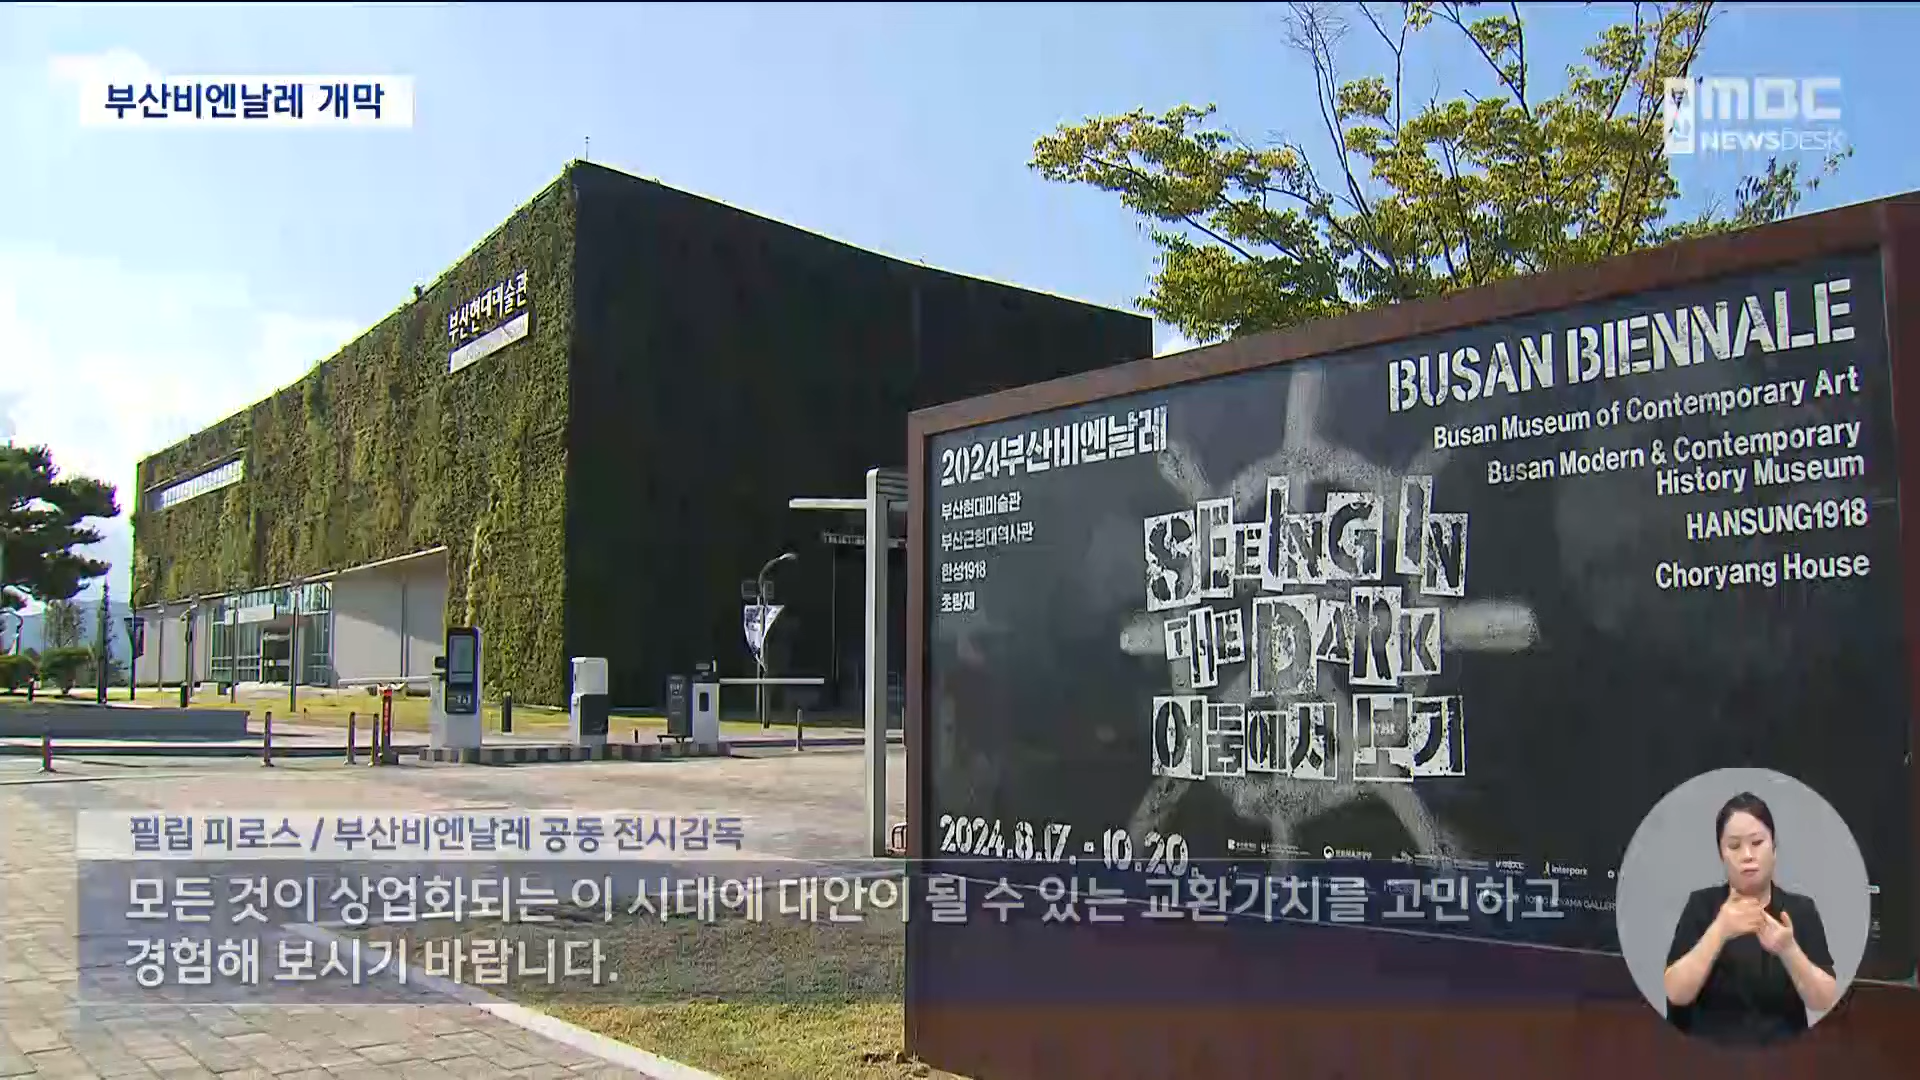 부산비엔날레 개막
MBC
NEWSDESK
부산현대미술관
2024부산비엔날레
부산현대미술관
부산근현대역사관
한성1918
초량재
BUSAN BIENNALE
Busan Museum of Contemporary Art
Busan Modern & Contemporary
History Museum
HANSUNG1918
Choryang House
SEEING IN
THE DARK
어둠에서 보기
2024.8.17.-10.20.
Interpark
필립 피로스 / 부산비엔날레 공동 전시감독
모든 것이 상업화되는 이 시대에 대안이 될 수 있는 교환가치를 고민하고
경험해 보시기 바랍니다.